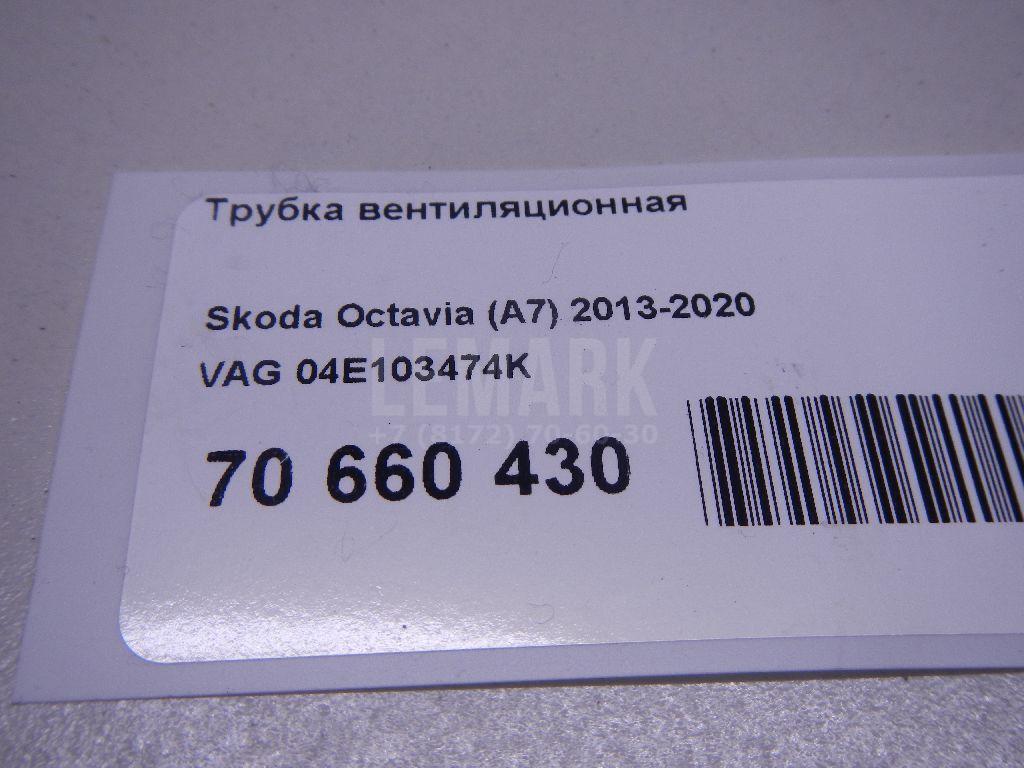 Трубка вентиляционная
Skoda Octavia (A7) 2013-2020
VAG 04E103474K
LEMARK
+7 (8172) 70-60-30
70 660 430